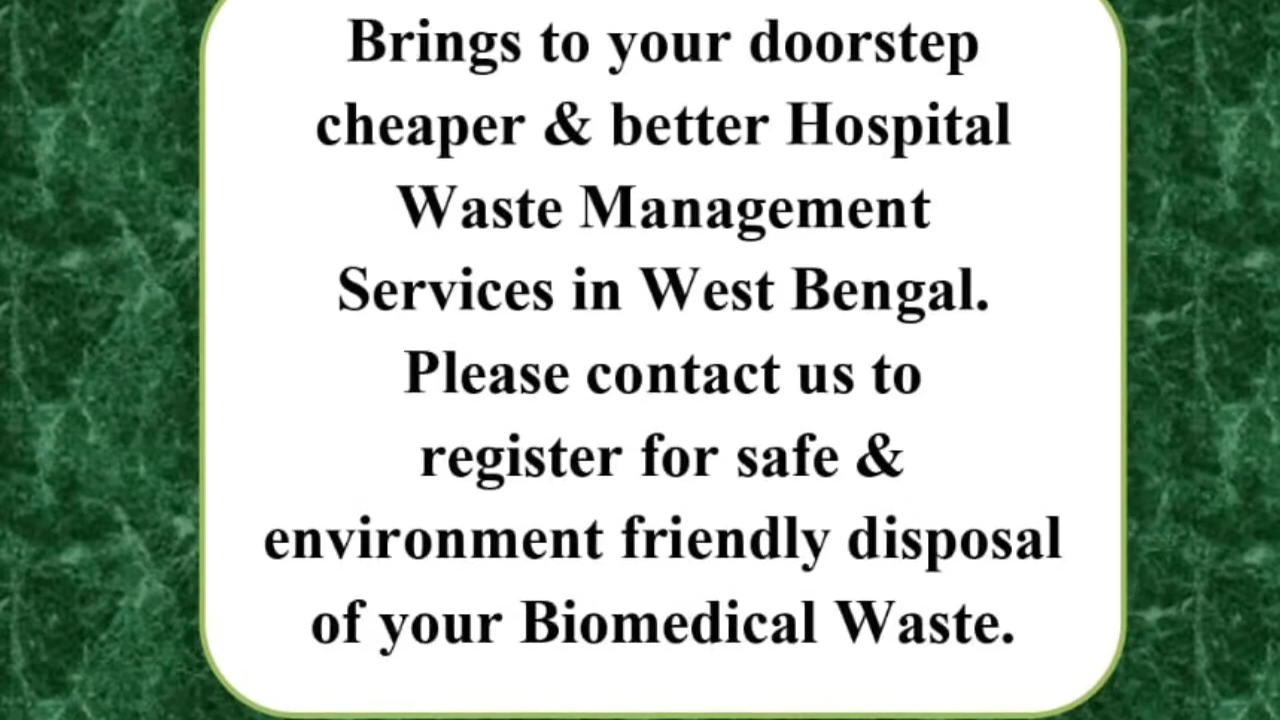 Brings to your doorstep
cheaper & better Hospital
Waste Management
Services in West Bengal.
Please contact us to
register for safe &
environment friendly disposal
of your Biomedical Waste.